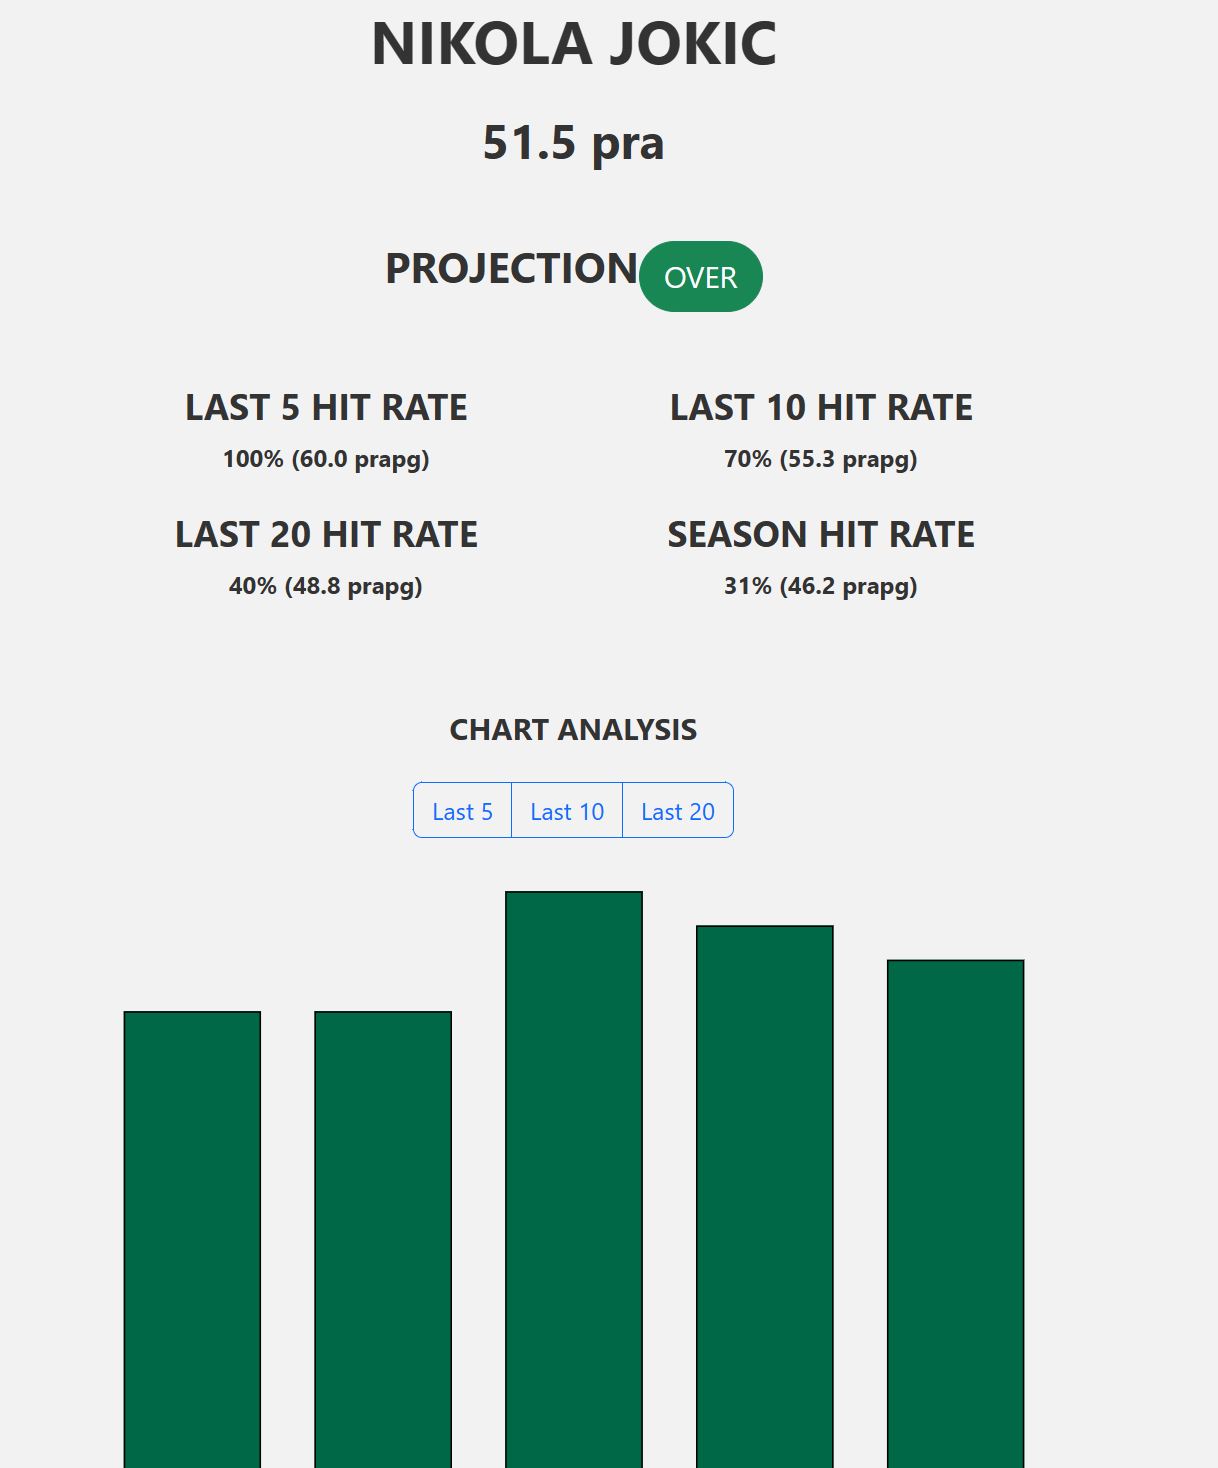 NIKOLA JOKIC
51.5 pra
PROJECTION OVER
LAST 5 HIT RATE
100% (60.0 prapg)
LAST 10 HIT RATE
70% (55.3 prapg)
LAST 20 HIT RATE
40% (48.8 prapg)
SEASON HIT RATE
31% (46.2 prapg)
CHART ANALYSIS
Last 5 Last 10 Last 20